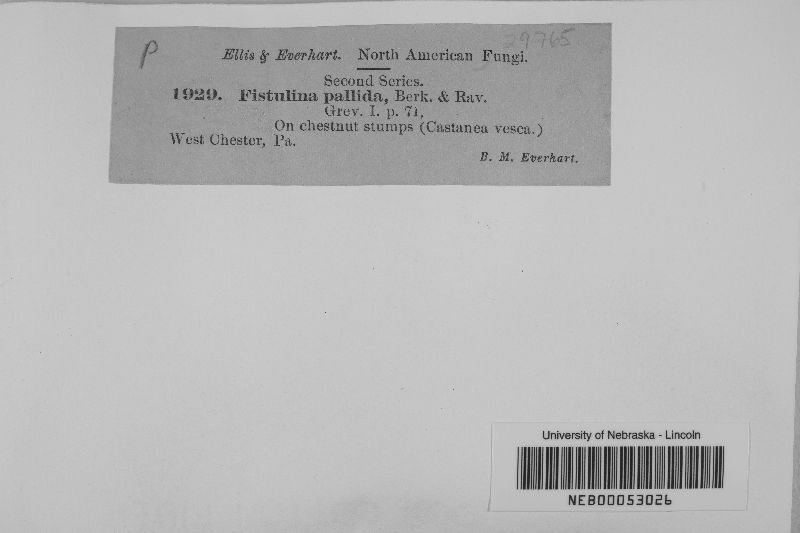 P
29765
Ellis & Everhart. North American Fungi.
Second Series.
1929. Fistulina pallida, Berk. & Rav.
Grev. I. p. 71,
On chestnut stumps (Castanea vesca.)
West Chester, Pa.
B. M. Everhart.
University of Nebraska - Lincoln
NEB00053026